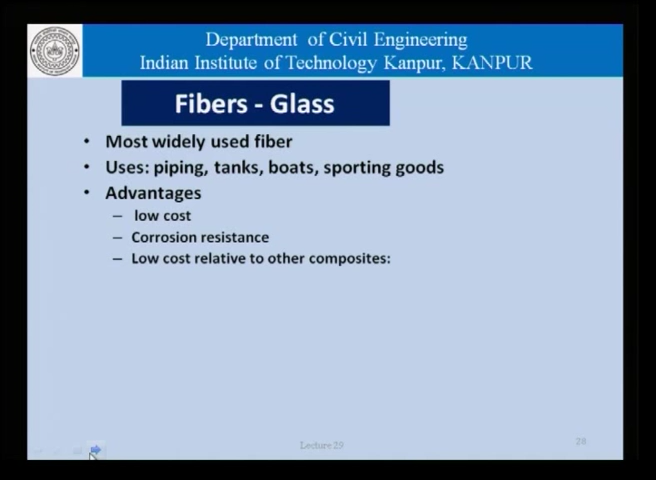 Department of Civil Engineering
Indian Institute of Technology Kanpur, KANPUR
Fibers - Glass
• Most widely used fiber
• Uses: piping, tanks, boats, sporting goods
• Advantages
– low cost
– Corrosion resistance
– Low cost relative to other composites:
Lecture 29
28